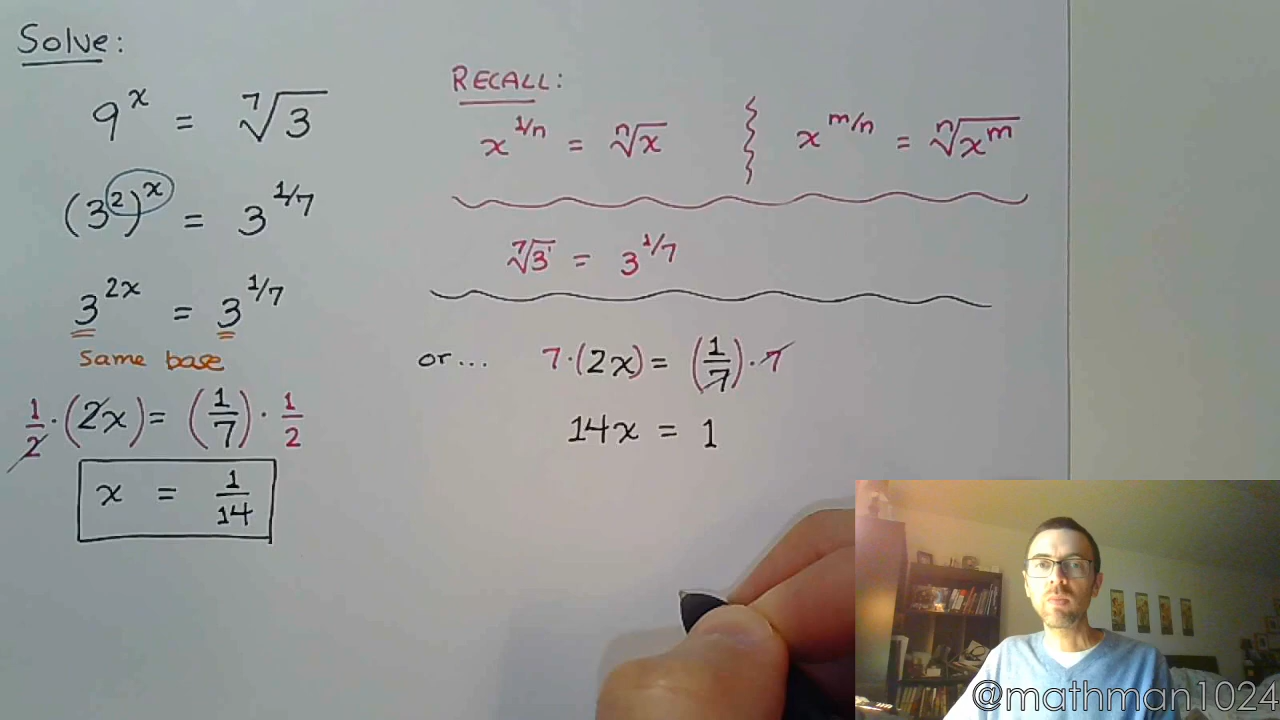 Solve:
9^x = ⁷√3
(3^2)^x = 3^1/7
3^2x = 3^1/7
Same base
1/2 · (2x) = (1/7) · 1/2
x = 1/14
RECALL:
x^1/n = ⁿ√x
x^m/n = ⁿ√x^m
⁷√3 = 3^1/7
or... 7·(2x) = (1/7)·7
14x = 1
@mathman1024